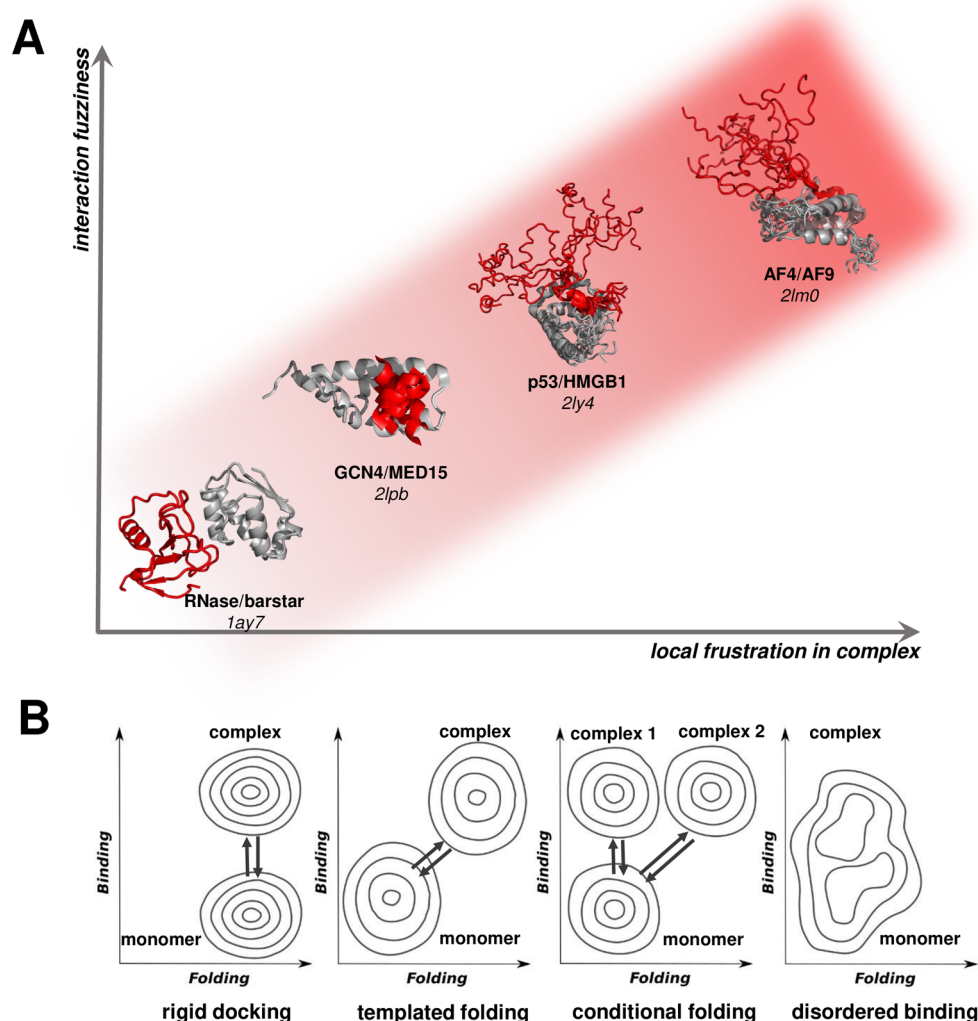 A
interaction fuzziness
AF4/AF9
2lm0
p53/HMGB1
2ly4
GCN4/MED15
2lpb
RNase/barstar
1ay7
local frustration in complex
B
complex
Binding
monomer
Folding
rigid docking
complex
Binding
monomer
Folding
templated folding
complex 1
complex 2
Binding
monomer
Folding
conditional folding
complex
Binding
monomer
Folding
disordered binding